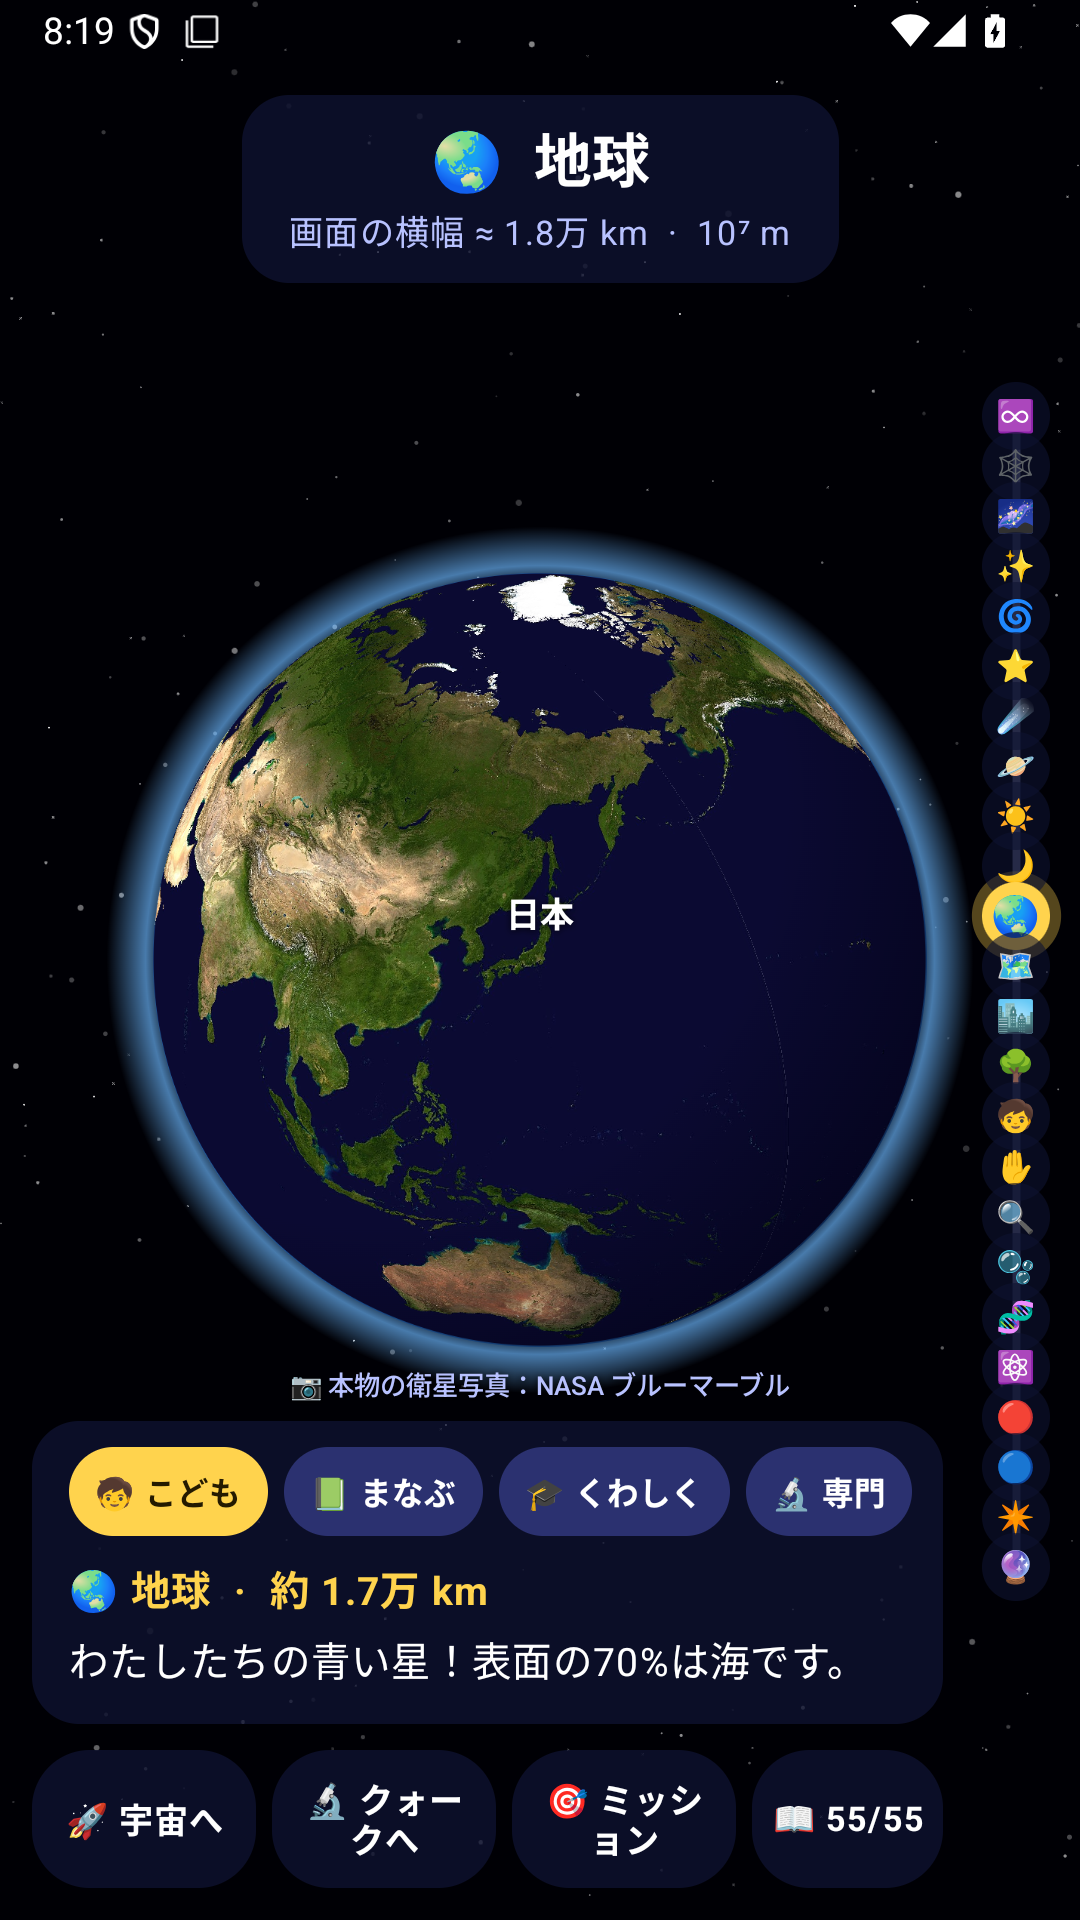 8:19
🌏 地球
画面の横幅 ≈ 1.8万 km · 10⁷ m
日本
📷 本物の衛星写真：NASA ブルーマーブル
🧒 こども 📗 まなぶ 🎓 くわしく 🔬 専門
🌏 地球 · 約 1.7万 km
わたしたちの青い星！表面の70%は海です。
🚀 宇宙へ
🔬 クォー
クへ
🎯 ミッシ
ョン
📖 55/55